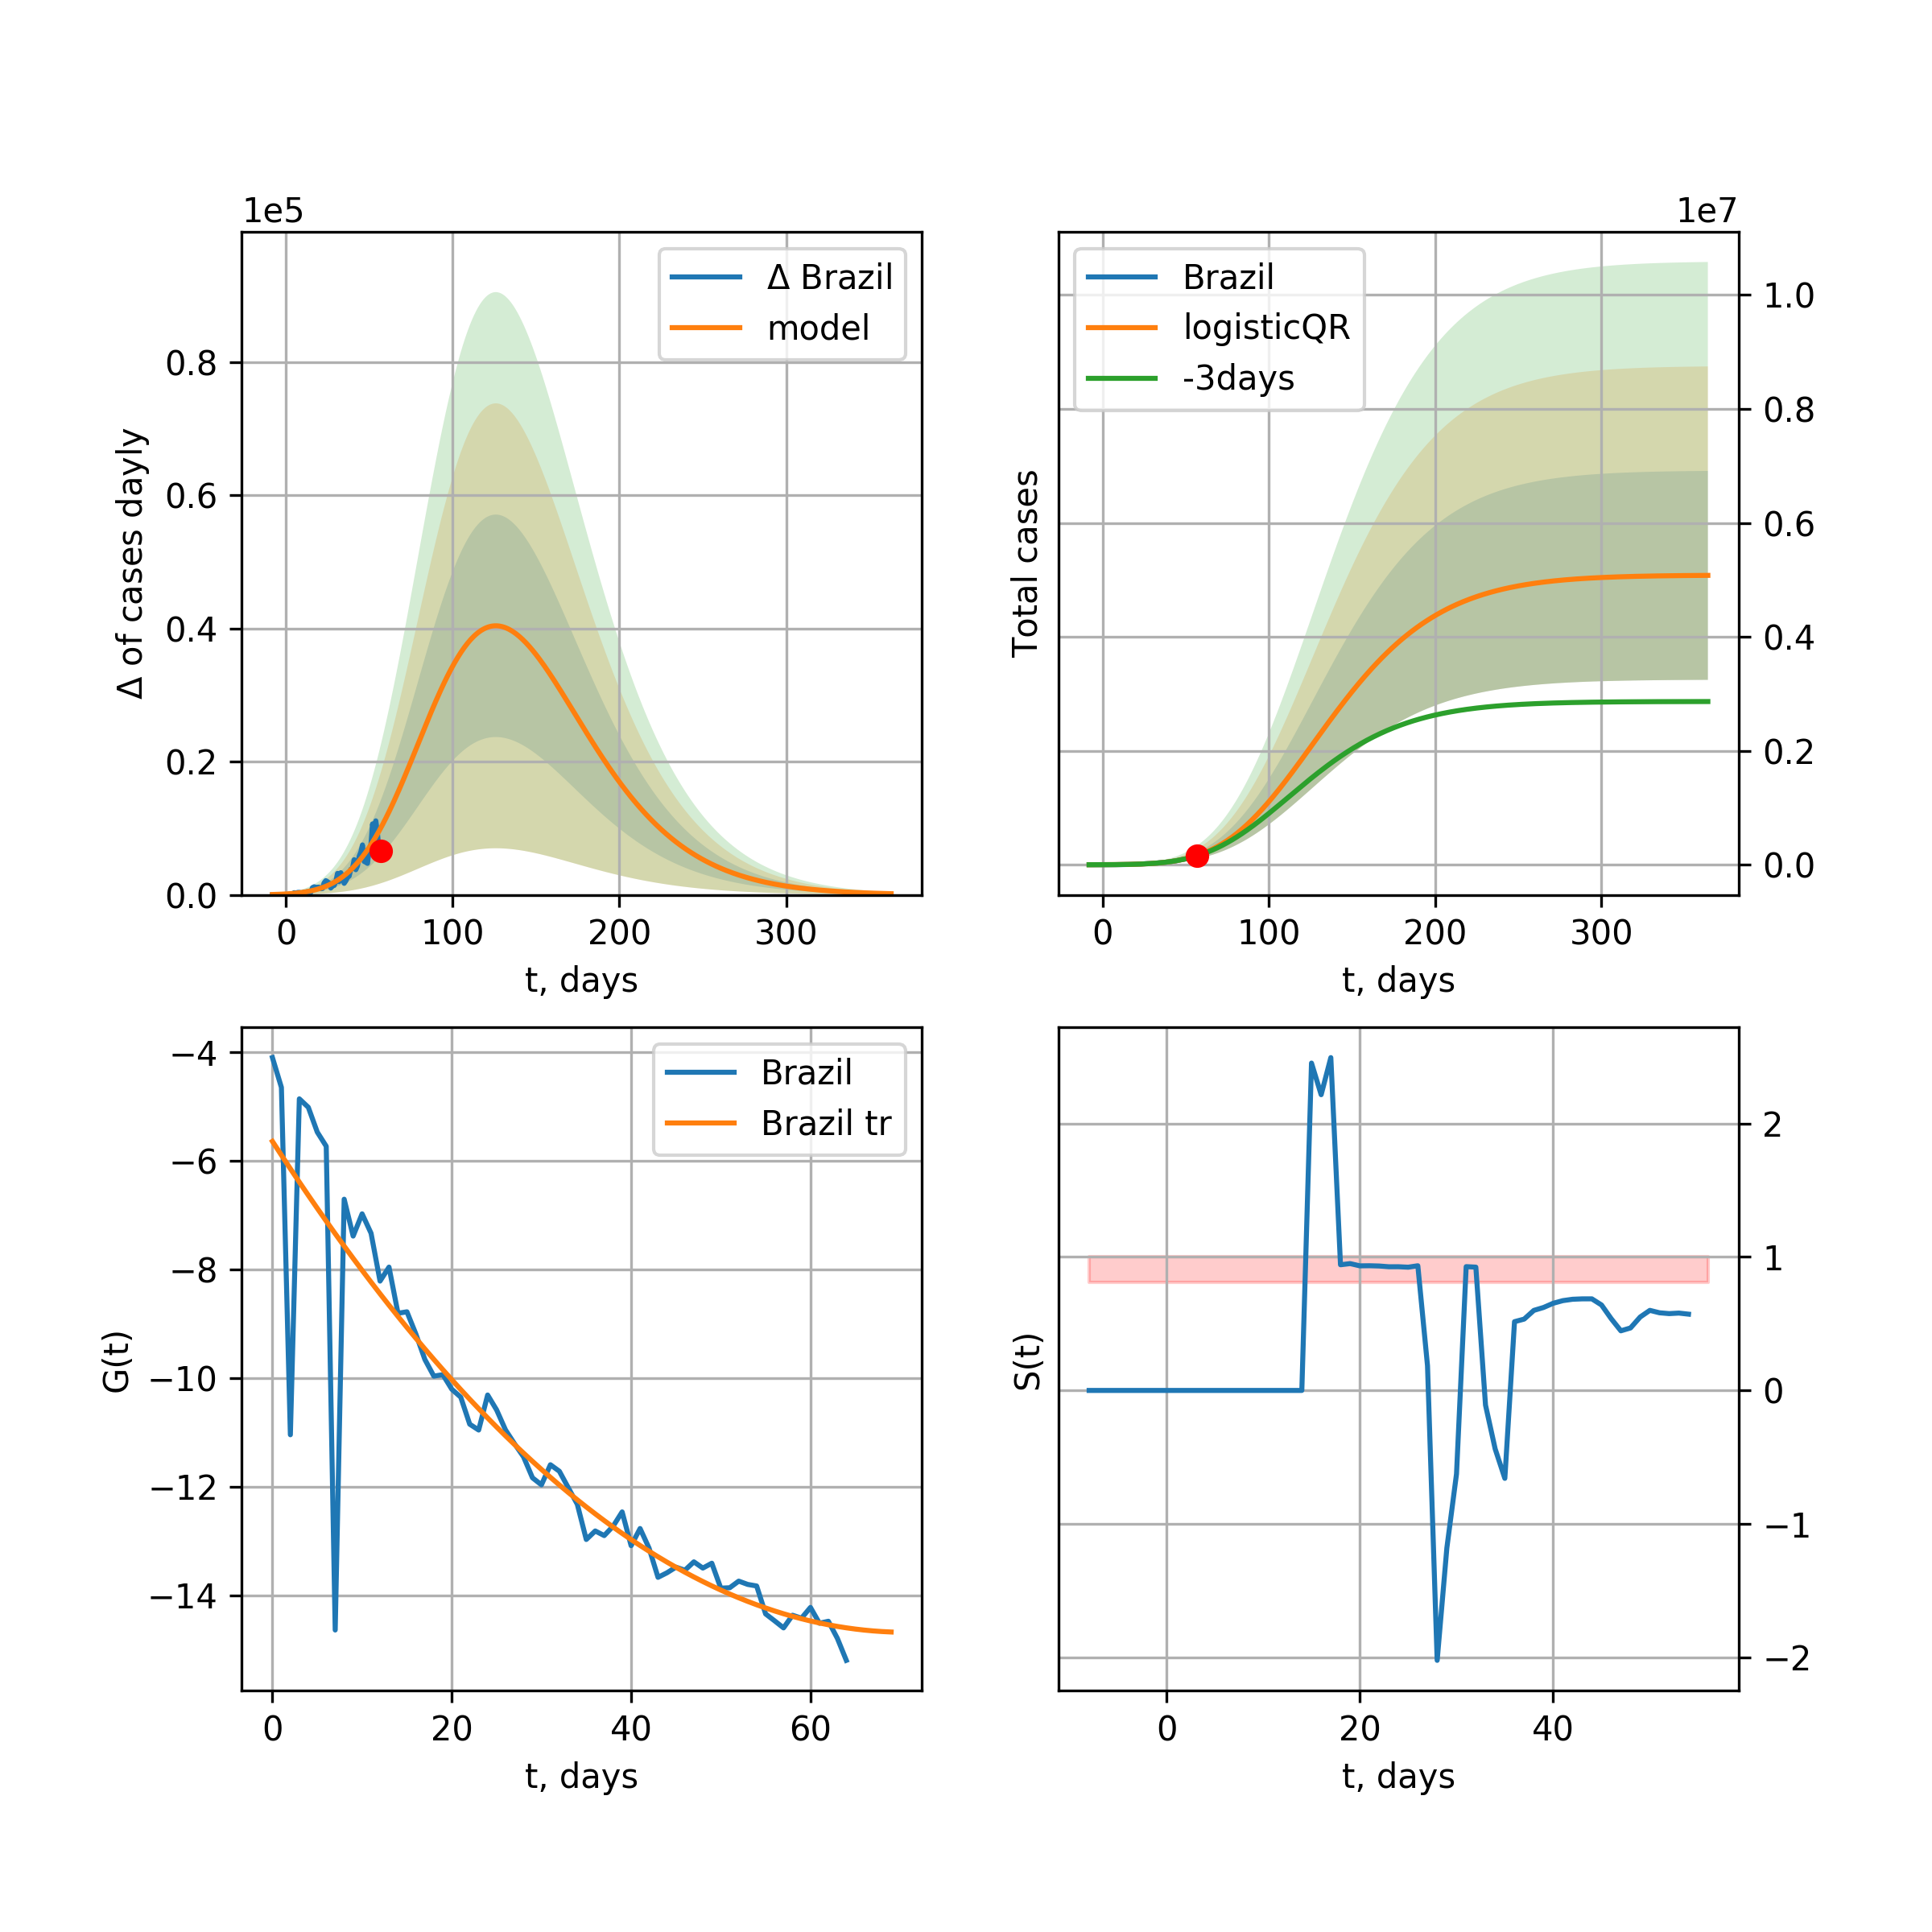 1e5
Δ Brazil
model
0.8
0.6
0.4
0.2
0.0
Δ of cases dayly
0 100 200 300
t, days
1e7
Brazil
logisticQR
-3days
1.0
0.8
0.6
0.4
0.2
0.0
Total cases
0 100 200 300
t, days
Brazil
Brazil tr
−4
−6
−8
−10
−12
−14
G(t)
0 20 40 60
t, days
2
1
0
−1
−2
S(t)
0 20 40
t, days